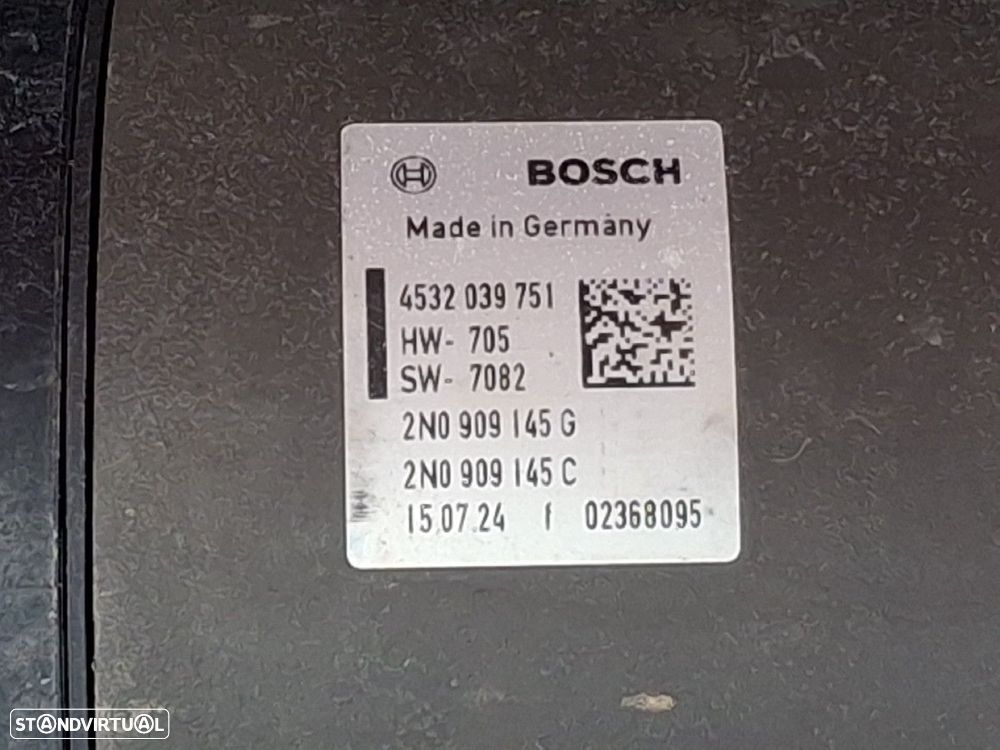 BOSCH
Made in Germany
4532 039 751
HW- 705
SW- 7082
2N0 909 145 G
2N0 909 145 C
15.07.24 f 02368095
STANDVIRTUAL